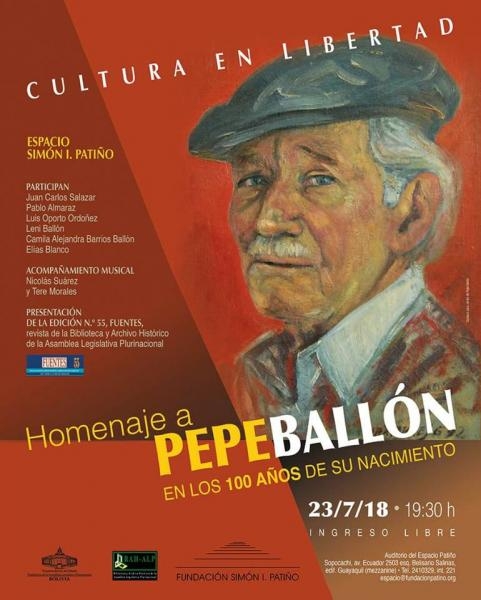 CULTURA EN LIBERTAD
ESPACIO
SIMÓN I. PATIÑO
PARTICIPAN
Juan Carlos Salazar
Pablo Almaraz
Luis Oporto Ordoñez
Leni Ballón
Camila Alejandra Barrios Ballón
Elías Blanco
ACOMPAÑAMIENTO MUSICAL
Nicolás Suárez
y Tere Morales
PRESENTACIÓN
DE LA EDICIÓN N.º 55, FUENTES,
revista de la Biblioteca y Archivo Histórico
de la Asamblea Legislativa Plurinacional
FUENTES 55
Homenaje a
PEPEBALLÓN
EN LOS 100 AÑOS DE SU NACIMIENTO
23/7/18 • 19:30 h
INGRESO LIBRE
Auditorio del Espacio Patiño
Sopocachi, av. Ecuador 2503 esq. Belisario Salinas,
edif. Guayaquil (mezzanine) • Tel. 2410329, int. 221
espacio@fundacionpatino.org
BOLIVIA
BAH-ALP
FUNDACIÓN SIMÓN I. PATIÑO